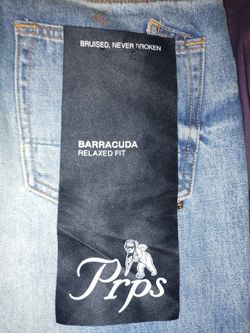 BRUISED, NEVER BROKEN
BARRACUDA
RELAXED FIT
Prps